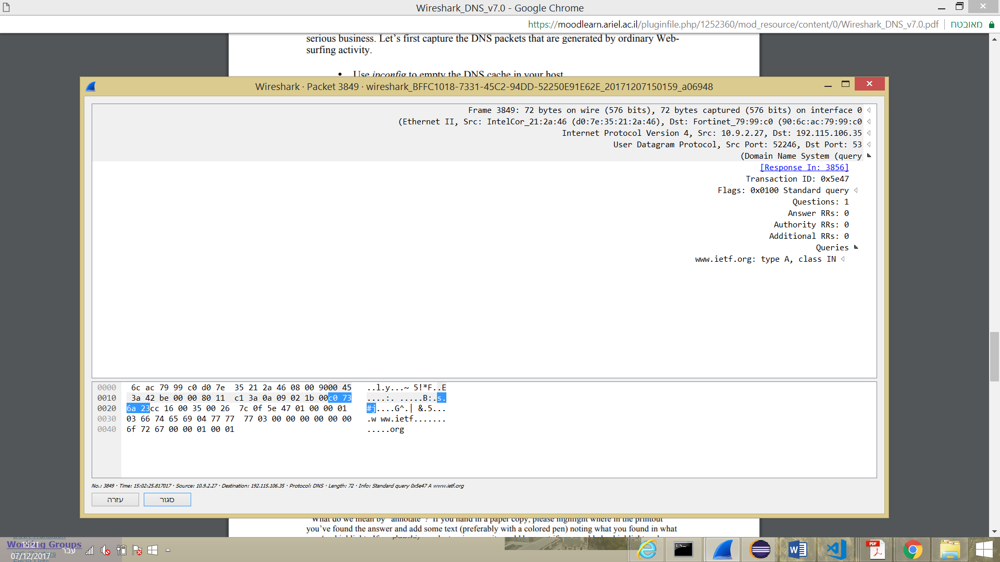 Wireshark_DNS_v7.0 - Google Chrome
https://moodlearn.ariel.ac.il/pluginfile.php/1252360/mod_resource/content/0/Wireshark_DNS_v7.0.pdf מאובטח
serious business. Let's first capture the DNS packets that are generated by ordinary Web-
surfing activity.
• Use ipconfig to empty the DNS cache in your host
Wireshark · Packet 3849 · wireshark_BFFC1018-7331-45C2-94DD-52250E91E62E_20171207150159_a06948
Frame 3849: 72 bytes on wire (576 bits), 72 bytes captured (576 bits) on interface 0
(Ethernet II, Src: IntelCor_21:2a:46 (d0:7e:35:21:2a:46), Dst: Fortinet_79:99:c0 (90:6c:ac:79:99:c0
Internet Protocol Version 4, Src: 10.9.2.27, Dst: 192.115.106.35
User Datagram Protocol, Src Port: 52246, Dst Port: 53
(Domain Name System (query
[Response In: 3856]
Transaction ID: 0x5e47
Flags: 0x0100 Standard query
Questions: 1
Answer RRs: 0
Authority RRs: 0
Additional RRs: 0
Queries
www.ietf.org: type A, class IN
0000 6c ac 79 99 c0 d0 7e 35 21 2a 46 08 00 9000 45 ..l.y...~ 5!*F..E
0010 3a 42 be 00 00 80 11 c1 3a 0a 09 02 1b 00c0 73 ....:. .....B:.s.
0020 6a 23cc 16 00 35 00 26 7c 0f 5e 47 01 00 00 01 #j....G^.| &.5...
0030 03 66 74 65 69 04 77 77 77 03 00 00 00 00 00 00 .w ww.ietf.......
0040 6f 72 67 00 00 01 00 01 .....org
No.: 3849 · Time: 15:02:25.817017 · Source: 10.9.2.27 · Destination: 192.115.106.35 · Protocol: DNS · Length: 72 · Info: Standard query 0x5e47 A www.ietf.org
עזרה סגור
What do we mean by "annotate"? If you hand in a paper copy, please highlight where in the printout
you've found the answer and add some text (preferably with a colored pen) noting what you found in what
Working Groups
15:21
עבר
WG Charters
07/12/2017
Email Lists